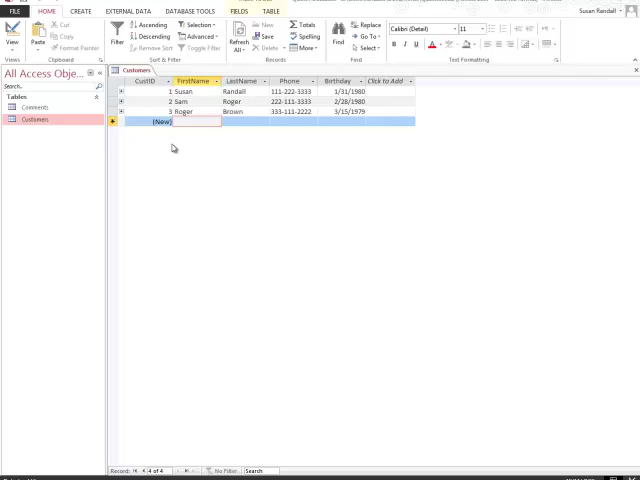 Susan Randall
FILE HOME CREATE EXTERNAL DATA DATABASE TOOLS FIELDS TABLE
View
Paste
Cut
Copy
Format Painter
Filter
Ascending
Descending
Remove Sort
Selection
Advanced
Toggle Filter
Refresh
All
New
Save
Delete
Totals
Spelling
More
Find
Replace
Go To
Select
Calibri (Detail) 11
B I U A
Views Clipboard Sort & Filter Records Find Text Formatting
All Access Obje...
Search...
Tables
Comments
Customers
Customers
CustID FirstName LastName Phone Birthday Click to Add
1 Susan Randall 111-222-3333 1/31/1980
2 Sam Roger 222-111-3333 2/28/1980
3 Roger Brown 333-111-2222 3/15/1979
(New)
Record: 4 of 4 No Filter Search